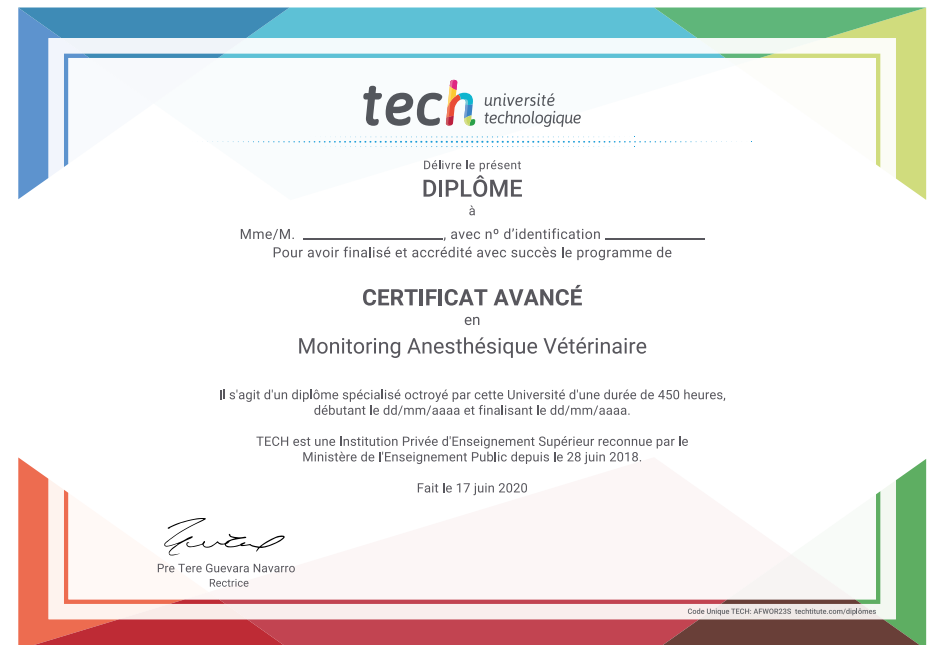 tech université
technologique
Délivre le présent
DIPLÔME
à
Mme/M. ____________________, avec nº d'identification ______________
Pour avoir finalisé et accrédité avec succès le programme de
CERTIFICAT AVANCÉ
en
Monitoring Anesthésique Vétérinaire
Il s'agit d'un diplôme spécialisé octroyé par cette Université d'une durée de 450 heures,
débutant le dd/mm/aaaa et finalisant le dd/mm/aaaa.
TECH est une Institution Privée d'Enseignement Supérieur reconnue par le
Ministère de l'Enseignement Public depuis le 28 juin 2018.
Fait le 17 juin 2020
Pre Tere Guevara Navarro
Rectrice
Code Unique TECH: AFWOR23S techtitute.com/diplômes